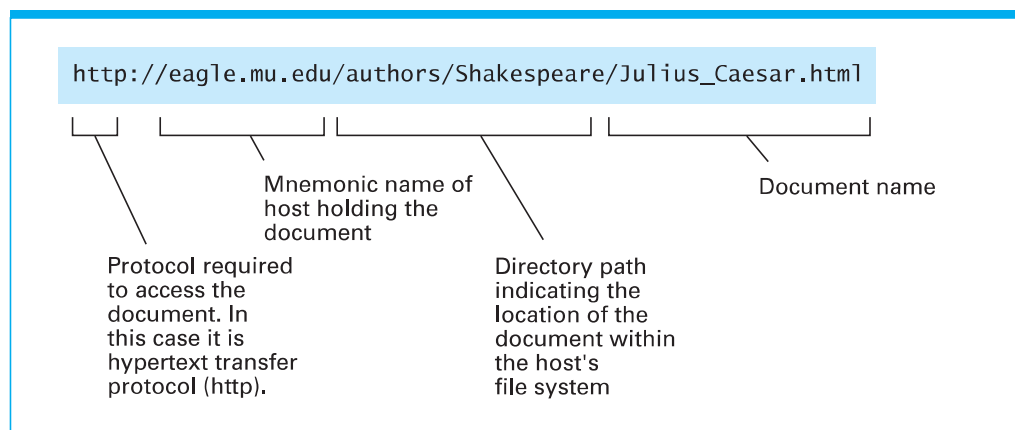 http://eagle.mu.edu/authors/Shakespeare/Julius_Caesar.html
Mnemonic name of
host holding the
document
Document name
Protocol required
to access the
document. In
this case it is
hypertext transfer
protocol (http).
Directory path
indicating the
location of the
document within
the host's
file system